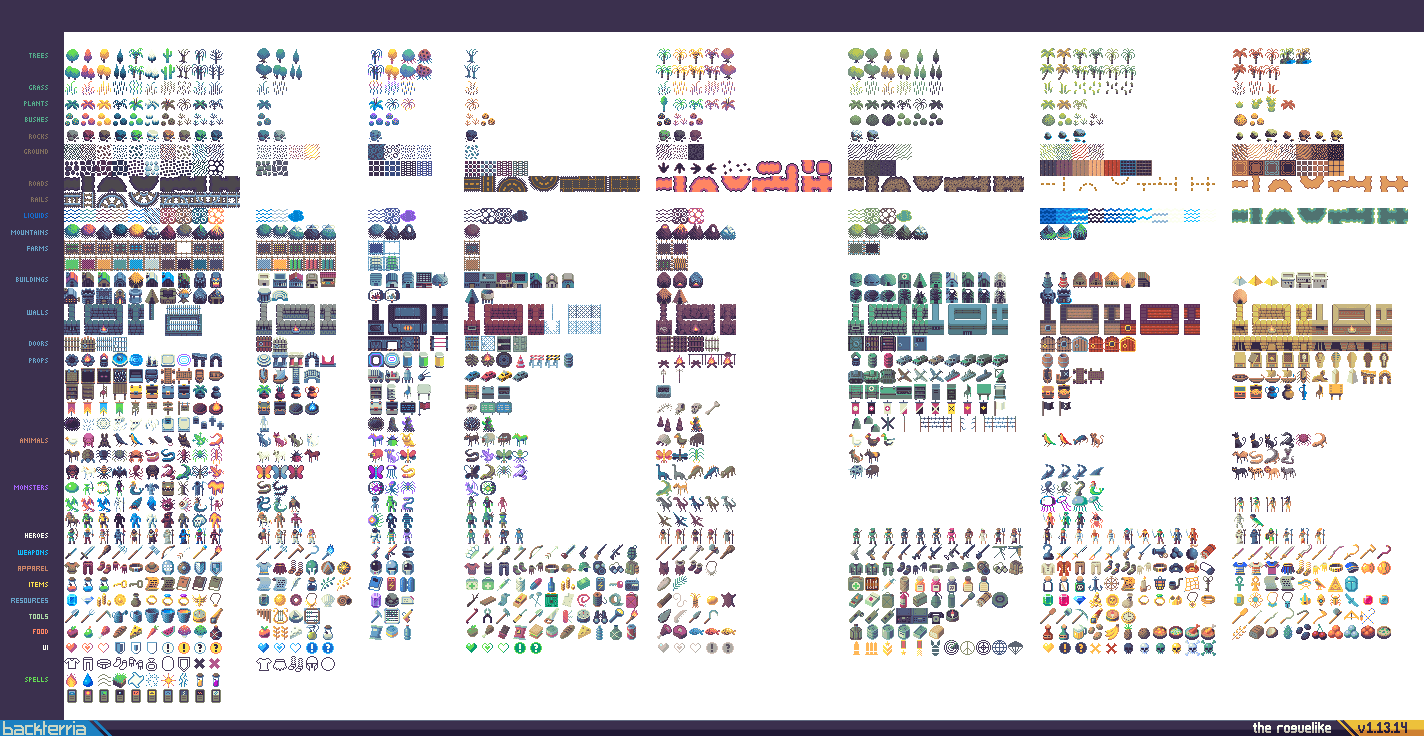 TREES
GRASS
PLANTS
BUSHES
ROCKS
GROUND
ROADS
RAILS
LIQUIDS
MOUNTAINS
FARMS
BUILDINGS
WALLS
DOORS
PROPS
ANIMALS
MONSTERS
HEROES
WEAPONS
APPAREL
ITEMS
RESOURCES
TOOLS
FOOD
UI
SPELLS
backterria
the roguelike
v1.13.14